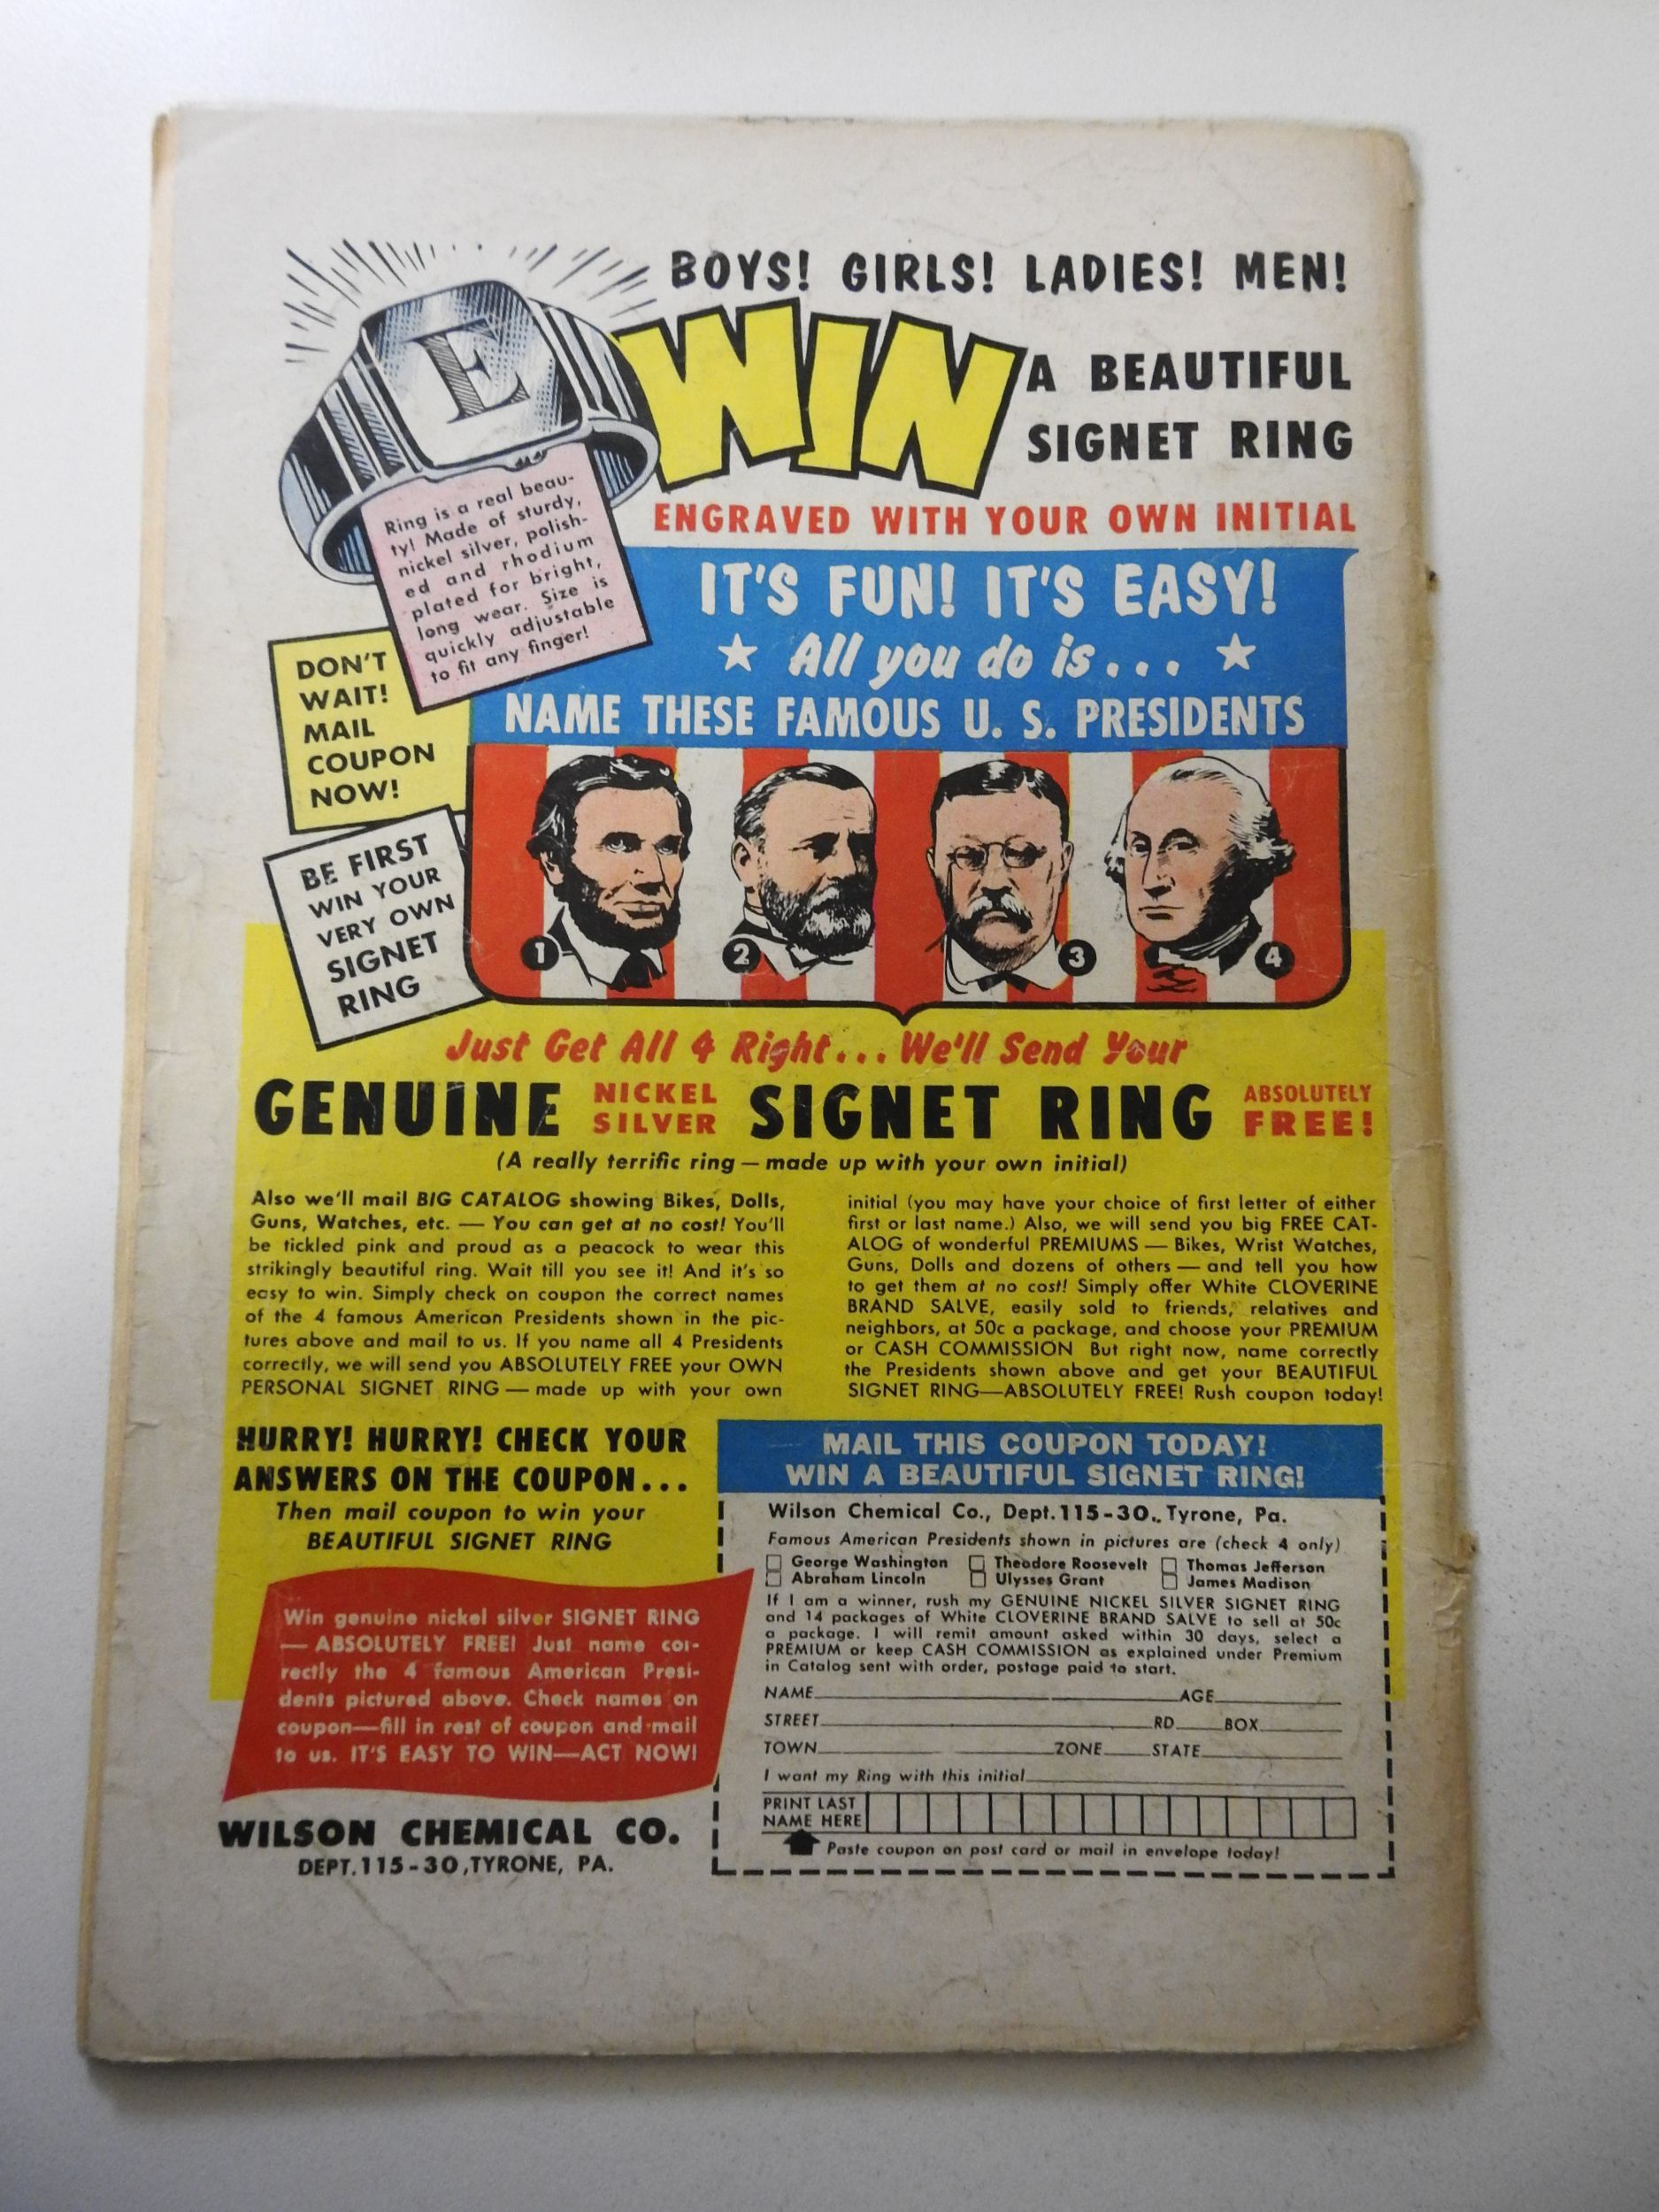 BOYS! GIRLS! LADIES! MEN!
E
WIN
A BEAUTIFUL
SIGNET RING
ENGRAVED WITH YOUR OWN INITIAL
Ring is a real beau-
ty! Made of sturdy,
nickel silver, polish-
ed and rhodium
plated for bright,
long wear. Size is
quickly adjustable
to fit any finger!
IT'S FUN! IT'S EASY!
★ All you do is... ★
NAME THESE FAMOUS U. S. PRESIDENTS
DON'T
WAIT!
MAIL
COUPON
NOW!
BE FIRST
WIN YOUR
VERY OWN
SIGNET
RING
1
2
3
4
Just Get All 4 Right... We'll Send Your
GENUINE NICKEL SILVER SIGNET RING ABSOLUTELY FREE!
(A really terrific ring — made up with your own initial)
Also we'll mail BIG CATALOG showing Bikes, Dolls,
Guns, Watches, etc. — You can get at no cost! You'll
be tickled pink and proud as a peacock to wear this
strikingly beautiful ring. Wait till you see it! And it's so
easy to win. Simply check on coupon the correct names
of the 4 famous American Presidents shown in the pic-
tures above and mail to us. If you name all 4 Presidents
correctly, we will send you ABSOLUTELY FREE your OWN
PERSONAL SIGNET RING — made up with your own
initial (you may have your choice of first letter of either
first or last name.) Also, we will send you big FREE CAT-
ALOG of wonderful PREMIUMS — Bikes, Wrist Watches,
Guns, Dolls and dozens of others — and tell you how
to get them at no cost! Simply offer White CLOVERINE
BRAND SALVE, easily sold to friends, relatives and
neighbors, at 50c a package, and choose your PREMIUM
or CASH COMMISSION But right now, name correctly
the Presidents shown above and get your BEAUTIFUL
SIGNET RING—ABSOLUTELY FREE! Rush coupon today!
HURRY! HURRY! CHECK YOUR
ANSWERS ON THE COUPON...
Then mail coupon to win your
BEAUTIFUL SIGNET RING
Win genuine nickel silver SIGNET RING
— ABSOLUTELY FREE! Just name cor-
rectly the 4 famous American Presi-
dents pictured above. Check names on
coupon—fill in rest of coupon and mail
to us. IT'S EASY TO WIN—ACT NOW!
WILSON CHEMICAL CO.
DEPT. 115-30, TYRONE, PA.
MAIL THIS COUPON TODAY!
WIN A BEAUTIFUL SIGNET RING!
Wilson Chemical Co., Dept. 115-30., Tyrone, Pa.
Famous American Presidents shown in pictures are (check 4 only)
George Washington Theodore Roosevelt Thomas Jefferson
Abraham Lincoln Ulysses Grant James Madison
If I am a winner, rush my GENUINE NICKEL SILVER SIGNET RING
and 14 packages of White CLOVERINE BRAND SALVE to sell at 50c
a package. I will remit amount asked within 30 days, select a
PREMIUM or keep CASH COMMISSION as explained under Premium
in Catalog sent with order, postage paid to start.
NAME AGE
STREET RD BOX
TOWN ZONE STATE
I want my Ring with this initial
PRINT LAST
NAME HERE
Paste coupon on post card or mail in envelope today!